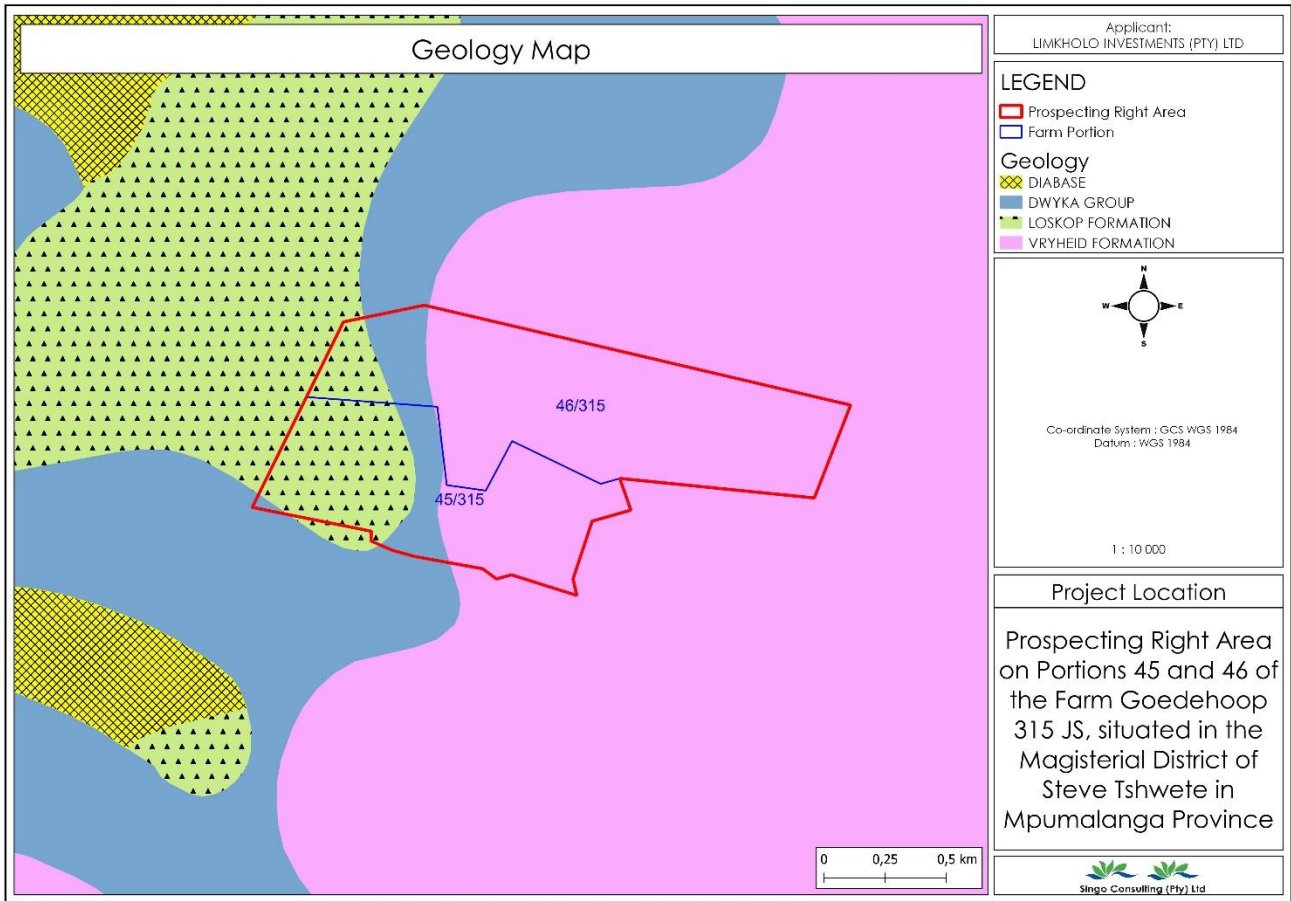 Geology Map
46/315
45/315
0 0,25 0,5 km
Applicant:
LIMKHOLO INVESTMENTS (PTY) LTD
LEGEND
Prospecting Right Area
Farm Portion
Geology
DIABASE
DWYKA GROUP
LOSKOP FORMATION
VRYHEID FORMATION
N
W E
S
Co-ordinate System : GCS WGS 1984
Datum : WGS 1984
1 : 10 000
Project Location
Prospecting Right Area
on Portions 45 and 46 of
the Farm Goedehoop
315 JS, situated in the
Magisterial District of
Steve Tshwete in
Mpumalanga Province
Singo Consulting (Pty) Ltd